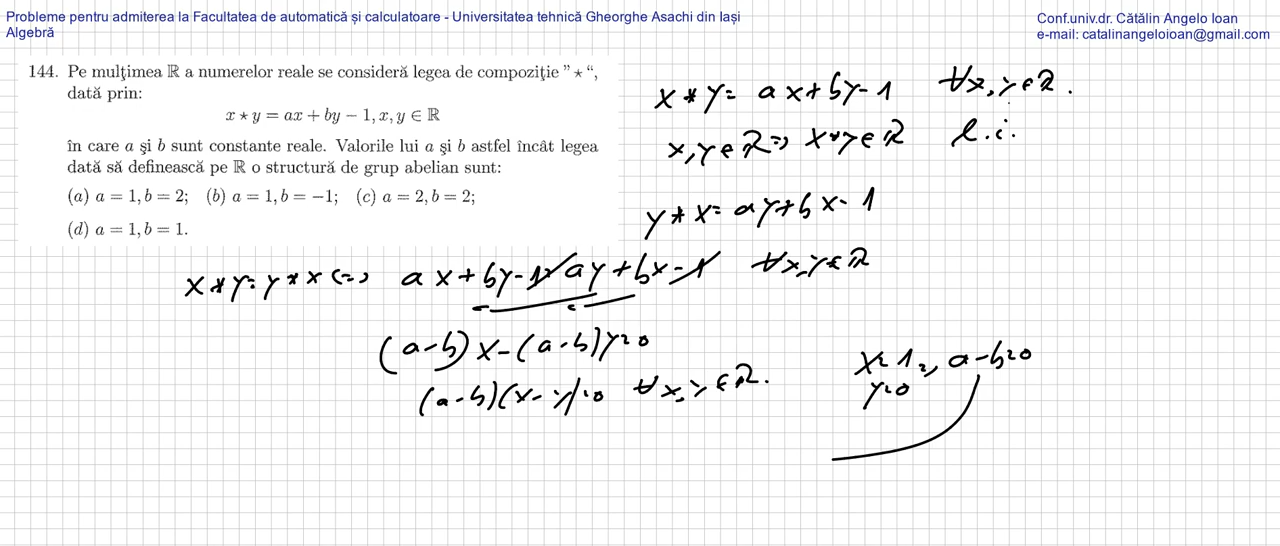 Probleme pentru admiterea la Facultatea de automatică și calculatoare - Universitatea tehnică Gheorghe Asachi din Iași
Algebră
Conf.univ.dr. Cătălin Angelo Ioan
e-mail: catalinangeloioan@gmail.com
144. Pe mulţimea ℝ a numerelor reale se consideră legea de compoziţie ” ⋆ “,
dată prin:
x ⋆ y = ax + by − 1, x, y ∈ ℝ
în care a şi b sunt constante reale. Valorile lui a şi b astfel încât legea
dată să definească pe ℝ o structură de grup abelian sunt:
(a) a = 1, b = 2; (b) a = 1, b = −1; (c) a = 2, b = 2;
(d) a = 1, b = 1.
x * y = ax + by - 1 ∀x, y ∈ ℝ.
x, y ∈ ℝ => x * y ∈ ℝ l.i.
y * x = ay + bx - 1
x * y = y * x <=> ax + by - 1 = ay + bx - 1 ∀x, y ∈ ℝ
(a-b)x - (a-b)y = 0
(a-b)(x-y) = 0 ∀x, y ∈ ℝ.
x = 1 => a-b = 0
y = 0